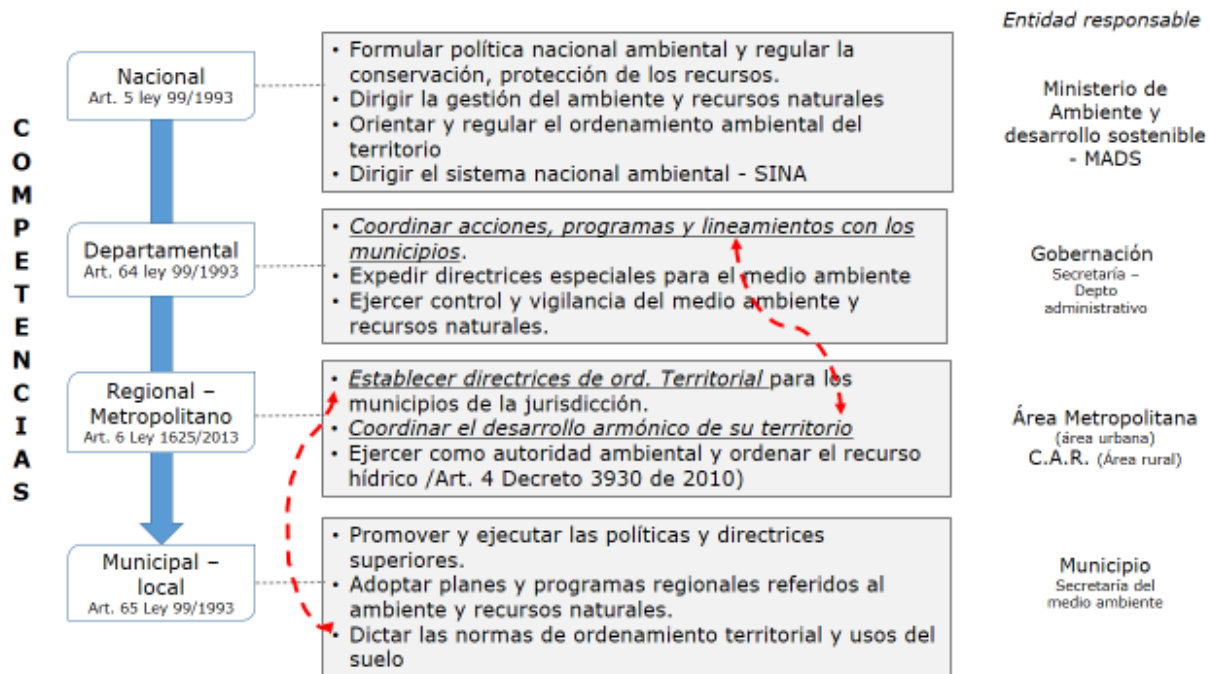 Entidad responsable
COMPETENCIAS
Nacional
Art. 5 ley 99/1993
• Formular política nacional ambiental y regular la
conservación, protección de los recursos.
• Dirigir la gestión del ambiente y recursos naturales
• Orientar y regular el ordenamiento ambiental del
territorio
• Dirigir el sistema nacional ambiental - SINA
Ministerio de
Ambiente y
desarrollo sostenible
- MADS
Departamental
Art. 64 ley 99/1993
• Coordinar acciones, programas y lineamientos con los
municipios.
• Expedir directrices especiales para el medio ambiente
• Ejercer control y vigilancia del medio ambiente y
recursos naturales.
Gobernación
Secretaría –
Depto
administrativo
Regional –
Metropolitano
Art. 6 Ley 1625/2013
• Establecer directrices de ord. Territorial para los
municipios de la jurisdicción.
• Coordinar el desarrollo armónico de su territorio
• Ejercer como autoridad ambiental y ordenar el recurso
hídrico /Art. 4 Decreto 3930 de 2010)
Área Metropolitana
(área urbana)
C.A.R. (Área rural)
Municipal –
local
Art. 65 Ley 99/1993
• Promover y ejecutar las políticas y directrices
superiores.
• Adoptar planes y programas regionales referidos al
ambiente y recursos naturales.
• Dictar las normas de ordenamiento territorial y usos del
suelo
Municipio
Secretaría del
medio ambiente